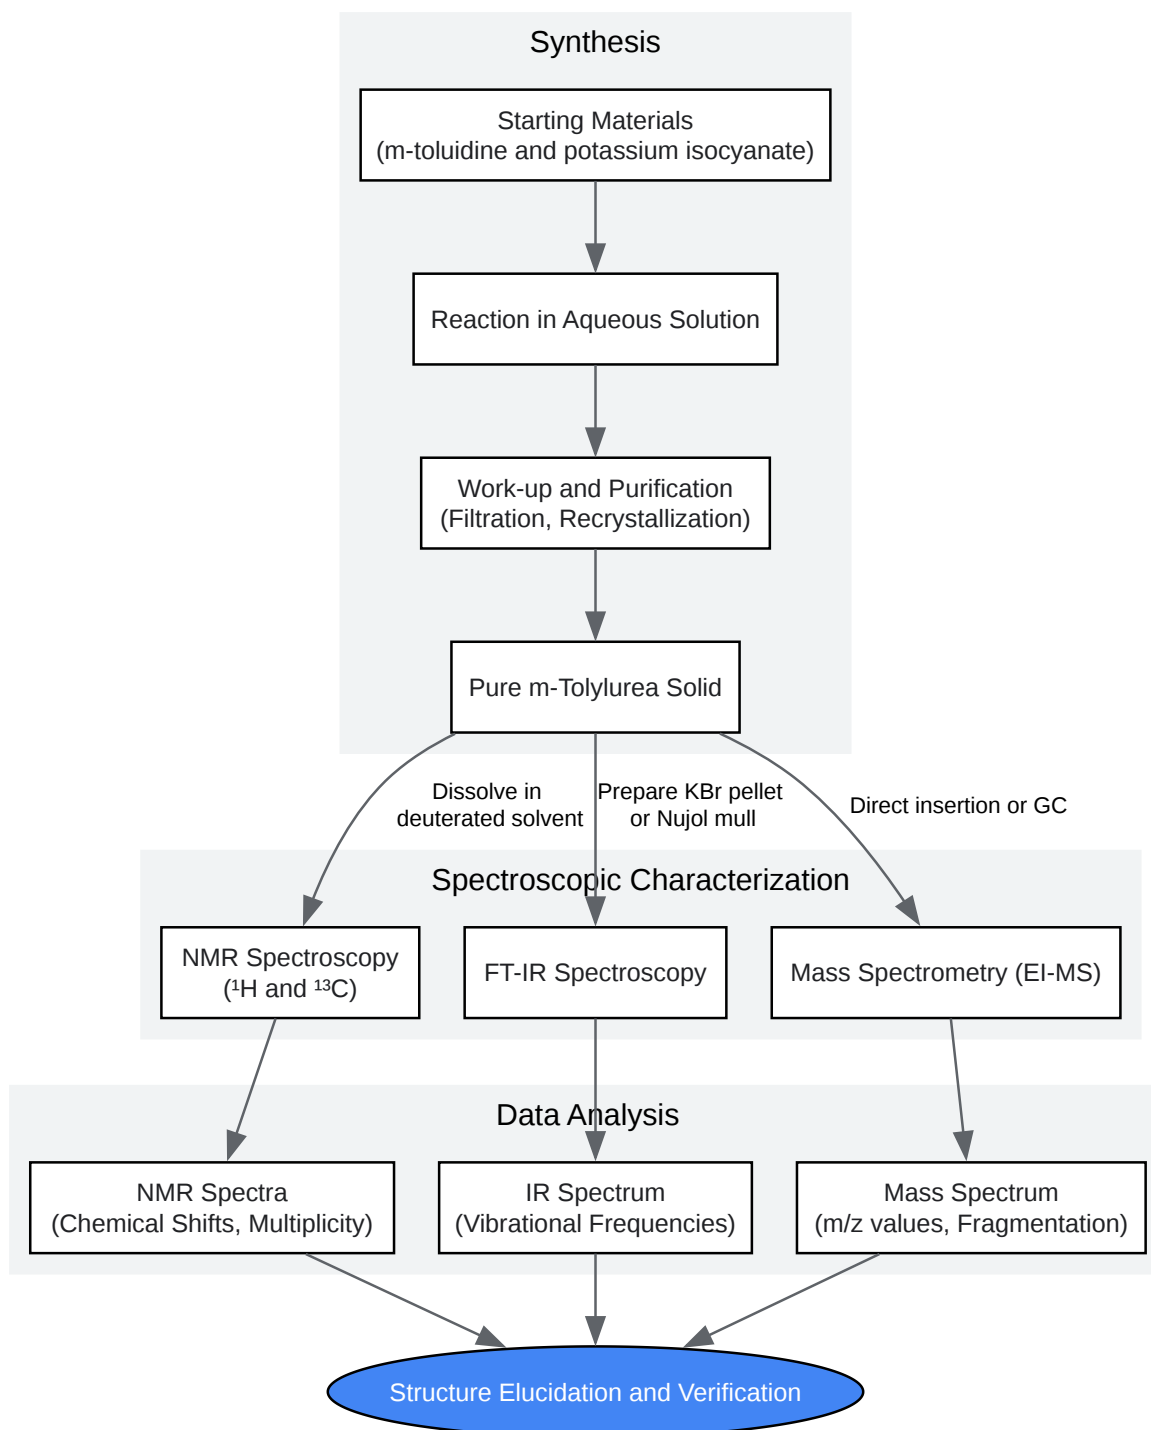 Synthesis
Starting Materials
(m-toluidine and potassium isocyanate)
Reaction in Aqueous Solution
Work-up and Purification
(Filtration, Recrystallization)
Pure m-Tolylurea Solid
Dissolve in
deuterated solvent
Prepare KBr pellet
or Nujol mull
Direct insertion or GC
Spectroscopic Characterization
NMR Spectroscopy
(¹H and ¹³C)
FT-IR Spectroscopy
Mass Spectrometry (EI-MS)
Data Analysis
NMR Spectra
(Chemical Shifts, Multiplicity)
IR Spectrum
(Vibrational Frequencies)
Mass Spectrum
(m/z values, Fragmentation)
Structure Elucidation and Verification